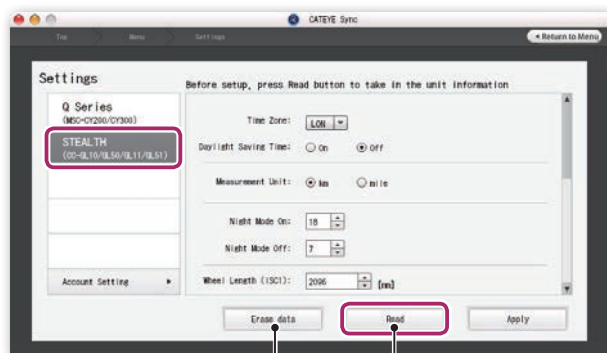 CATEYE Sync
Top Menu Settings
Return to Menu
Settings
Before setup, press Read button to take in the unit information
Q Series
(MSC-CY200/CY300)
STEALTH
(CC-GL10/GL50/GL11/GL51)
Account Setting
Time Zone: LON
Daylight Saving Time: On Off
Measurement Unit: km mile
Night Mode On: 18
Night Mode Off: 7
Wheel Length (ISC1): 2096 [mm]
Erase data
Read
Apply